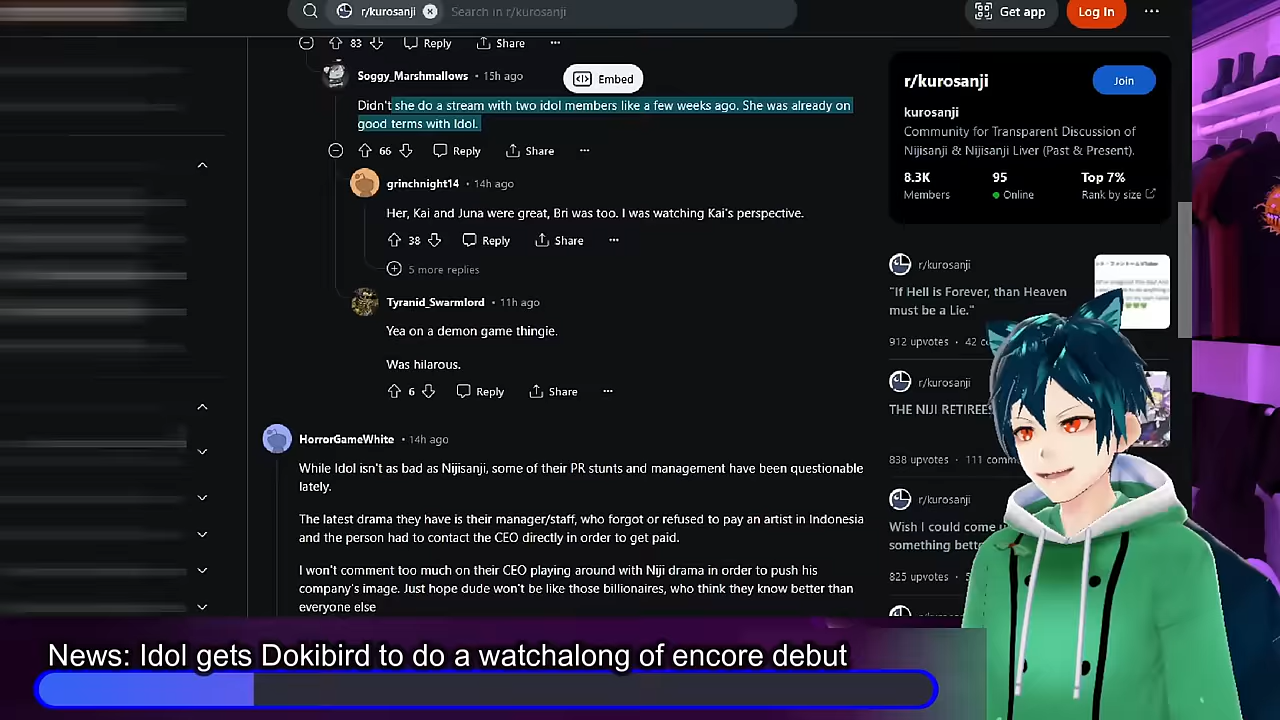 r/kurosanji
Search in r/kurosanji
Get app
Log In
83
Reply
Share
Soggy_Marshmallows • 15h ago
Embed
Didn't she do a stream with two idol members like a few weeks ago. She was already on
good terms with Idol.
66
Reply
Share
grinchnight14 • 14h ago
Her, Kai and Juna were great, Bri was too. I was watching Kai's perspective.
38
Reply
Share
5 more replies
Tyranid_Swarmlord • 11h ago
Yea on a demon game thingie.
Was hilarous.
6
Reply
Share
HorrorGameWhite • 14h ago
While Idol isn't as bad as Nijisanji, some of their PR stunts and management have been questionable
lately.
The latest drama they have is their manager/staff, who forgot or refused to pay an artist in Indonesia
and the person had to contact the CEO directly in order to get paid.
I won't comment too much on their CEO playing around with Niji drama in order to push his
company's image. Just hope dude won't be like those billionaires, who think they know better than
everyone else
r/kurosanji
Join
kurosanji
Community for Transparent Discussion of
Nijisanji & Nijisanji Liver (Past & Present).
8.3K
95
Top 7%
Members
Online
Rank by size
r/kurosanji
"If Hell is Forever, than Heaven
must be a Lie."
912 upvotes • 42
r/kurosanji
THE NIJI RETIREES
838 upvotes • 111
r/kurosanji
Wish I could come
something
825 upvotes •
News: Idol gets Dokibird to do a watchalong of encore debut